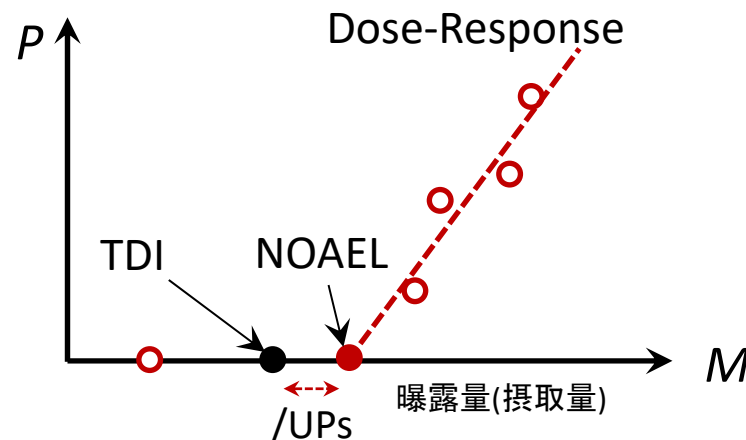 Dose-Response
P
TDI
NOAEL
M
曝露量(摂取量)
/UPs